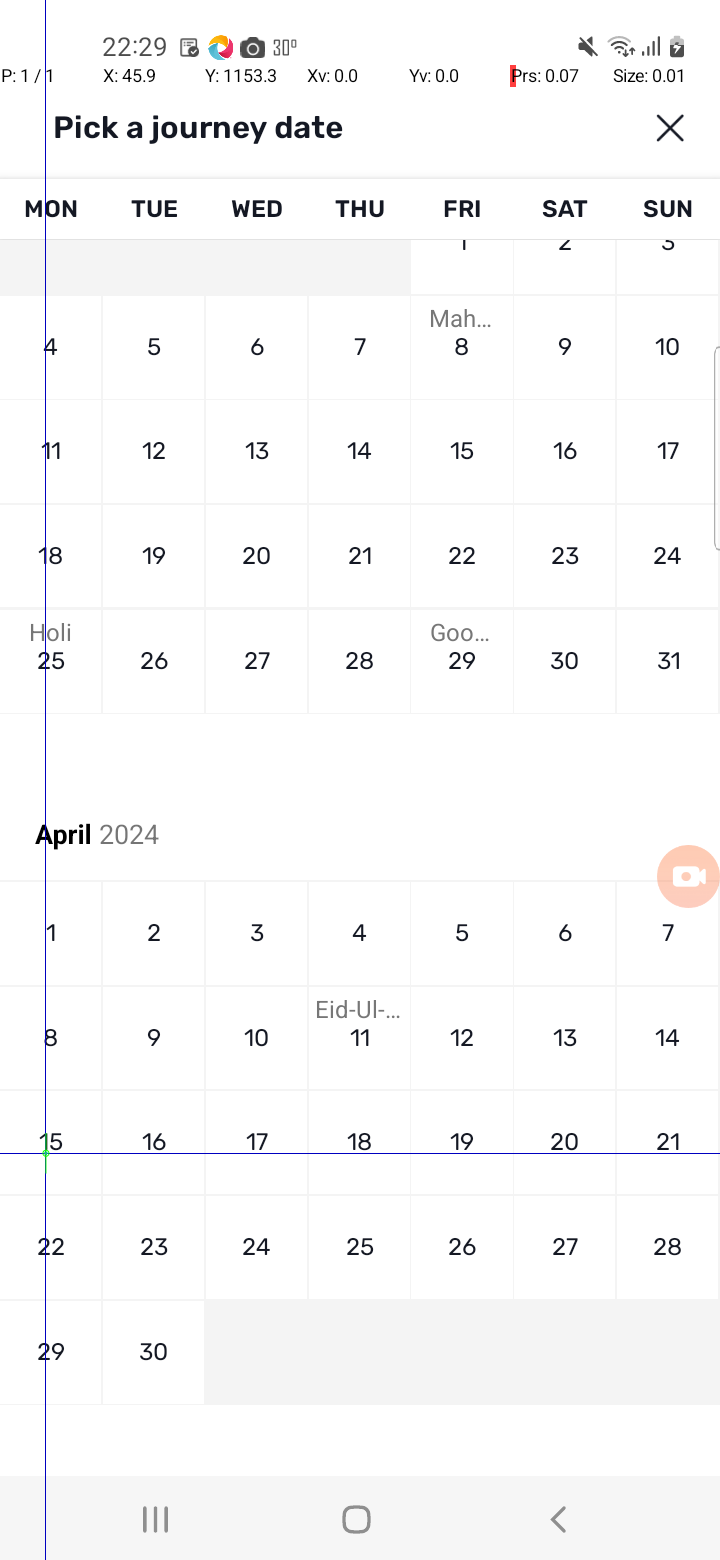 22:29 30°
P: 1 / 1 X: 45.9 Y: 1153.3 Xv: 0.0 Yv: 0.0 Prs: 0.07 Size: 0.01
Pick a journey date
MON TUE WED THU FRI SAT SUN
1 2 3
Mah...
4 5 6 7 8 9 10
11 12 13 14 15 16 17
18 19 20 21 22 23 24
Holi Goo...
25 26 27 28 29 30 31
April 2024
1 2 3 4 5 6 7
Eid-Ul-...
8 9 10 11 12 13 14
15 16 17 18 19 20 21
22 23 24 25 26 27 28
29 30